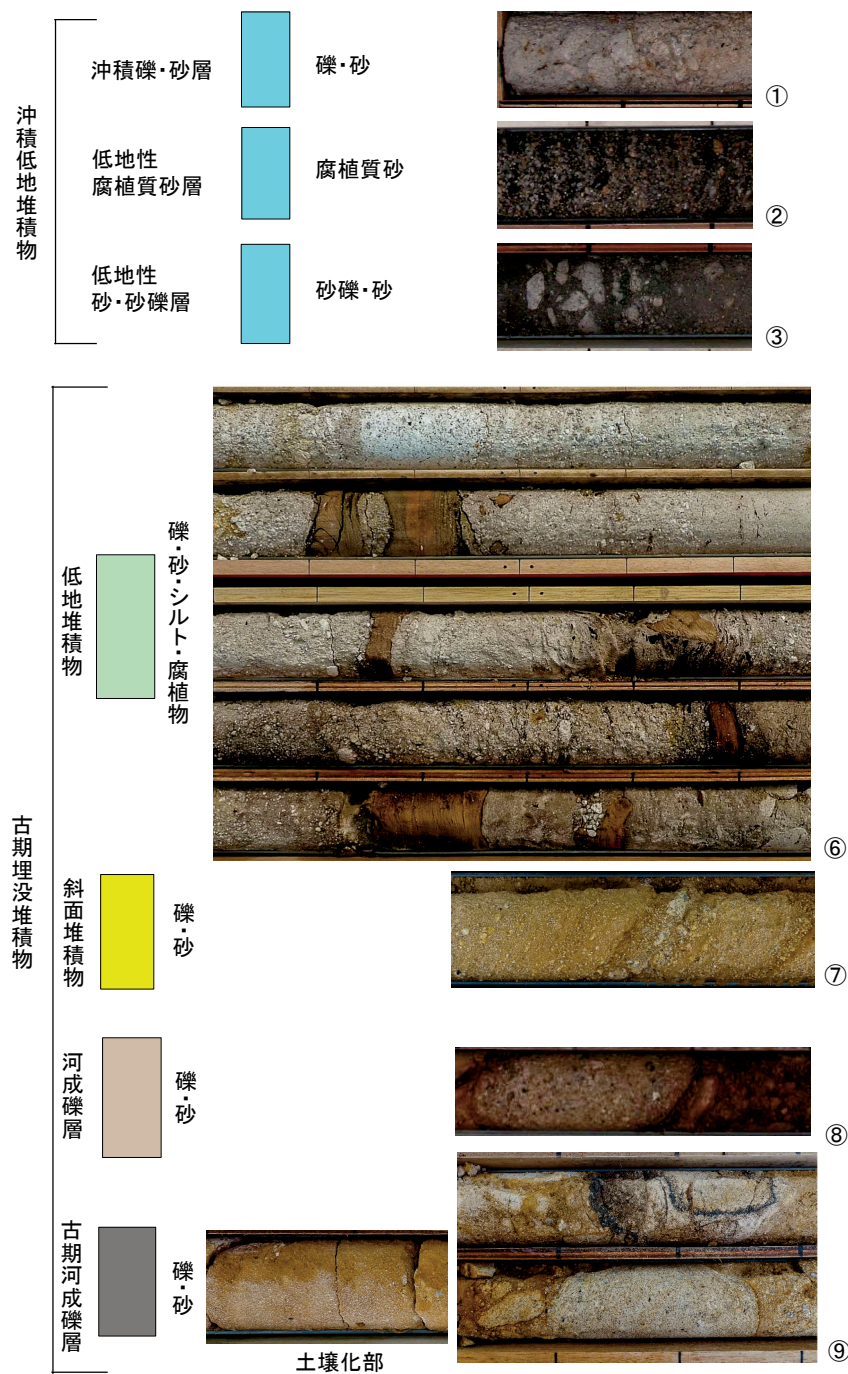 沖積低地堆積物
沖積礫・砂層
礫・砂
①
低地性
腐植質砂層
腐植質砂
②
低地性
砂・砂礫層
砂礫・砂
③
古期埋没堆積物
低地堆積物
礫・砂・シルト・腐植物
⑥
斜面堆積物
礫・砂
⑦
河成礫層
礫・砂
⑧
古期河成礫層
礫・砂
土壌化部
⑨